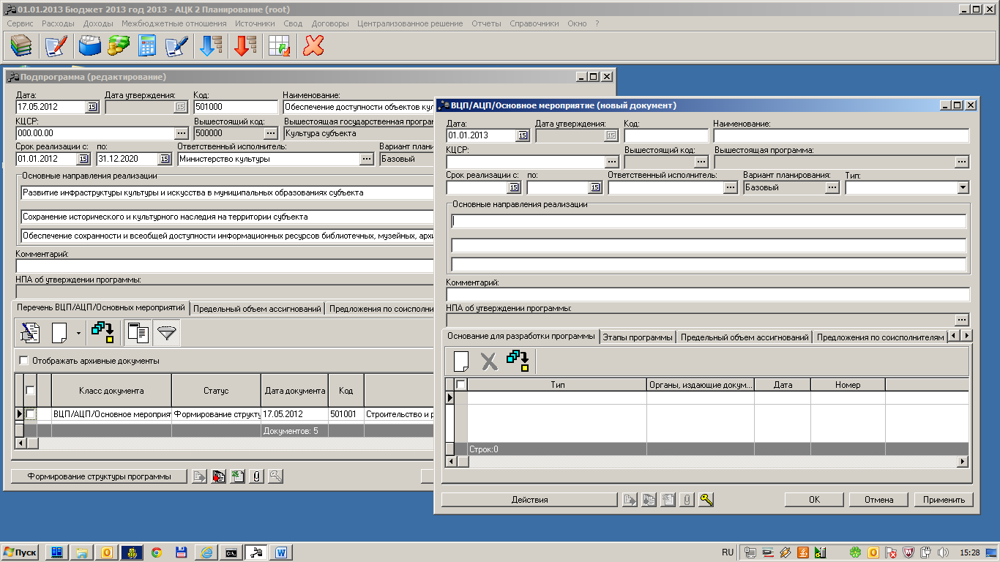 01.01.2013 Бюджет 2013 год 2013 - АЦК 2 Планирование (root)
Сервис Расходы Доходы Межбюджетные отношения Источники Свод Договоры Централизованное решение Отчеты Справочники Окно ?
Подпрограмма (редактирование)
Дата: Дата утверждения: Код: Наименование:
17.05.2012 15 15 501000 Обеспечение доступности объектов
КЦСР: Вышестоящий код: Вышестоящая государственная
000.00.00 ... 500000 ... Культура субъекта
Срок реализации с: по: Ответственный исполнитель: Вариант
01.01.2012 15 31.12.2020 15 Министерство культуры ... Базовый
Основные направления реализации
Развитие инфраструктуры культуры и искусства в муниципальных образованиях субъекта
Сохранение исторического и культурного наследия на территории субъекта
Обеспечение сохранности и всеобщей доступности информационных ресурсов библиотечных, музейных,
Комментарий:
НПА об утверждении программы:
Перечень ВЦП/АЦП/Основных мероприятий Предельный объем ассигнований Предложения по
Отображать архивные документы
Класс документа Статус Дата документа Код
ВЦП/АЦП/Основное мероприят Формирование структу 17.05.2012 501001 Строительство и р
Документов: 5
Формирование структуры программы
ВЦП/АЦП/Основное мероприятие (новый документ)
Дата: Дата утверждения: Код: Наименование:
01.01.2013 15 15
КЦСР: Вышестоящий код: Вышестоящая программа:
... ... ...
Срок реализации с: по: Ответственный исполнитель: Вариант планирования: Тип:
15 15 ... Базовый ...
Основные направления реализации
Комментарий:
НПА об утверждении программы:
...
Основание для разработки программы Этапы программы Предельный объем ассигнований Предложения по соисполнителям
Тип Органы, издающие докум... Дата Номер
Строк:0
Действия ОК Отмена Применить
Пуск RU 15:28